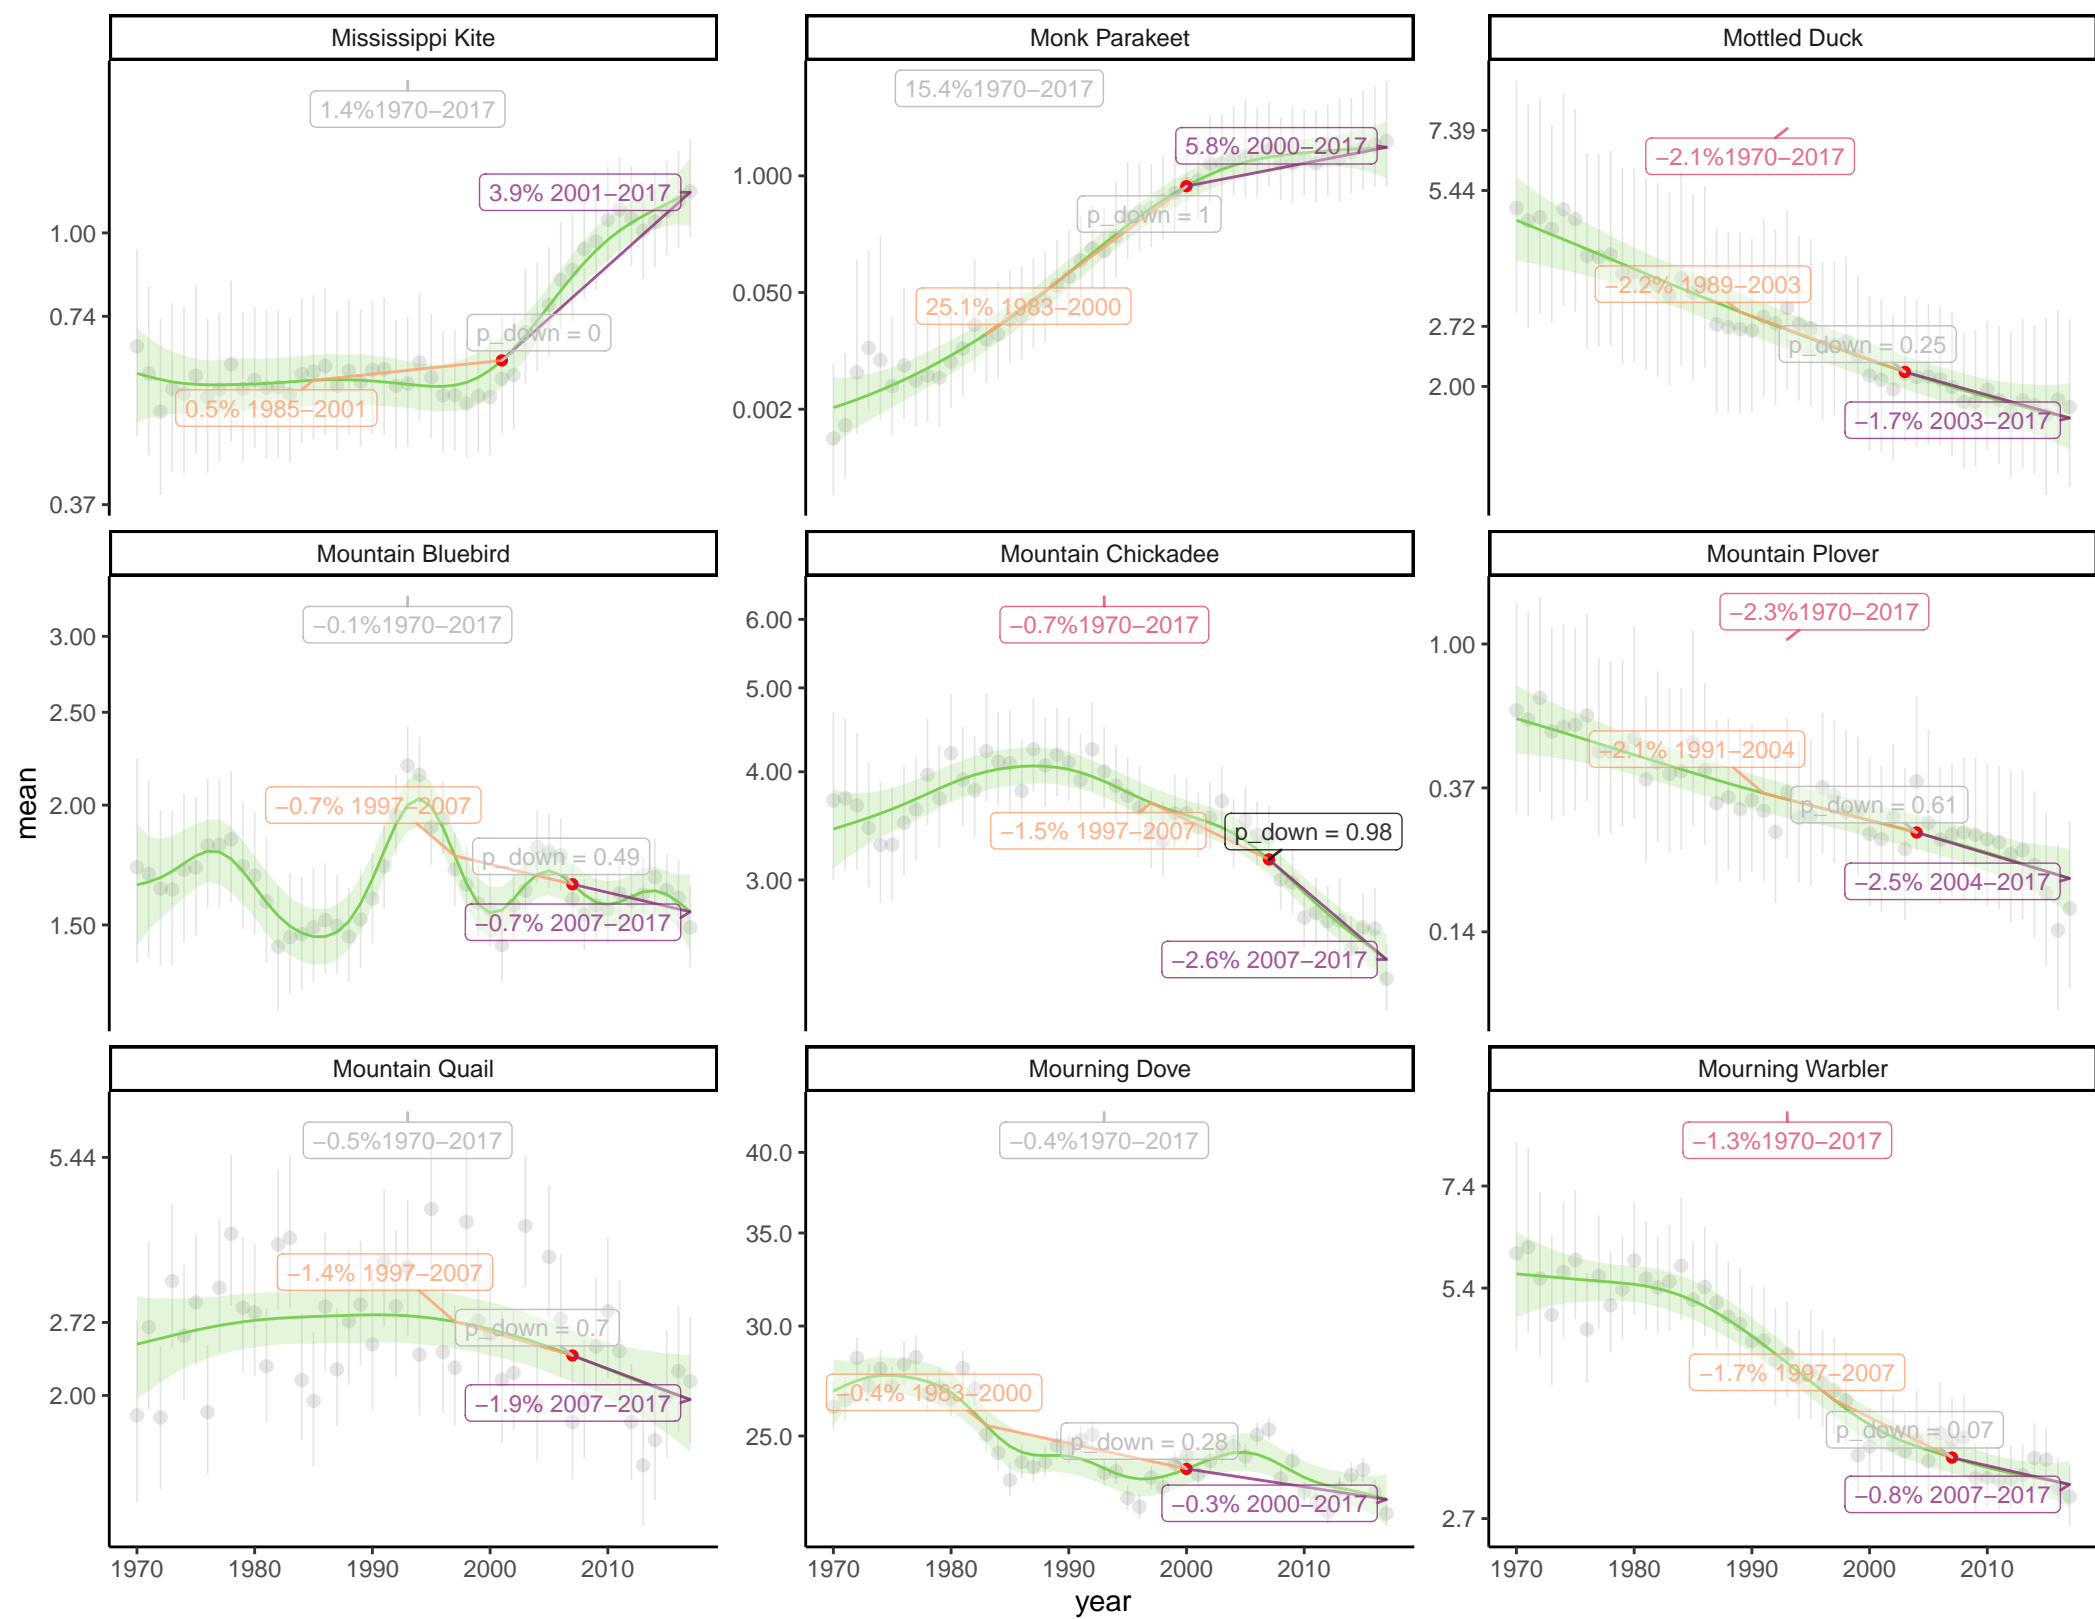 Mississippi Kite
1.4%1970–2017
3.9% 2001–2017
p_down = 0
0.5% 1985–2001
1.00
0.74
0.37
Monk Parakeet
15.4%1970–2017
5.8% 2000–2017
p_down = 1
25.1% 1983–2000
1.000
0.050
0.002
Mottled Duck
−2.1%1970–2017
−2.2% 1989–2003
p_down = 0.25
−1.7% 2003–2017
7.39
5.44
2.72
2.00
Mountain Bluebird
−0.1%1970–2017
−0.7% 1997–2007
p_down = 0.49
−0.7% 2007–2017
3.00
2.50
2.00
1.50
Mountain Chickadee
−0.7%1970–2017
−1.5% 1997–2007
p_down = 0.98
−2.6% 2007–2017
6.00
5.00
4.00
3.00
Mountain Plover
−2.3%1970–2017
−2.1% 1991–2004
p_down = 0.61
−2.5% 2004–2017
1.00
0.37
0.14
mean
Mountain Quail
−0.5%1970–2017
−1.4% 1997–2007
p_down = 0.7
−1.9% 2007–2017
5.44
2.72
2.00
1970 1980 1990 2000 2010
Mourning Dove
−0.4%1970–2017
−0.4% 1983–2000
p_down = 0.28
−0.3% 2000–2017
40.0
35.0
30.0
25.0
1970 1980 1990 2000 2010
Mourning Warbler
−1.3%1970–2017
−1.7% 1997–2007
p_down = 0.07
−0.8% 2007–2017
7.4
5.4
2.7
1970 1980 1990 2000 2010
year